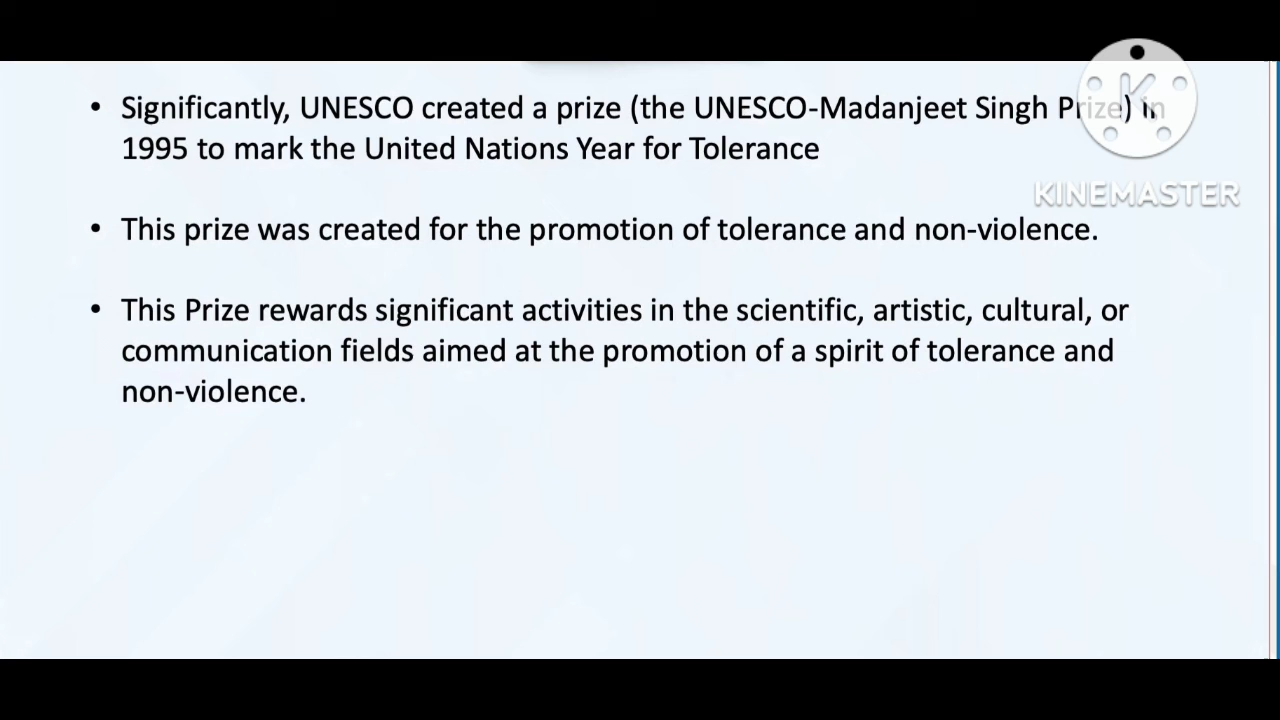 • Significantly, UNESCO created a prize (the UNESCO-Madanjeet Singh Prize) in
1995 to mark the United Nations Year for Tolerance
• This prize was created for the promotion of tolerance and non-violence.
• This Prize rewards significant activities in the scientific, artistic, cultural, or
communication fields aimed at the promotion of a spirit of tolerance and
non-violence.
K
KINEMASTER